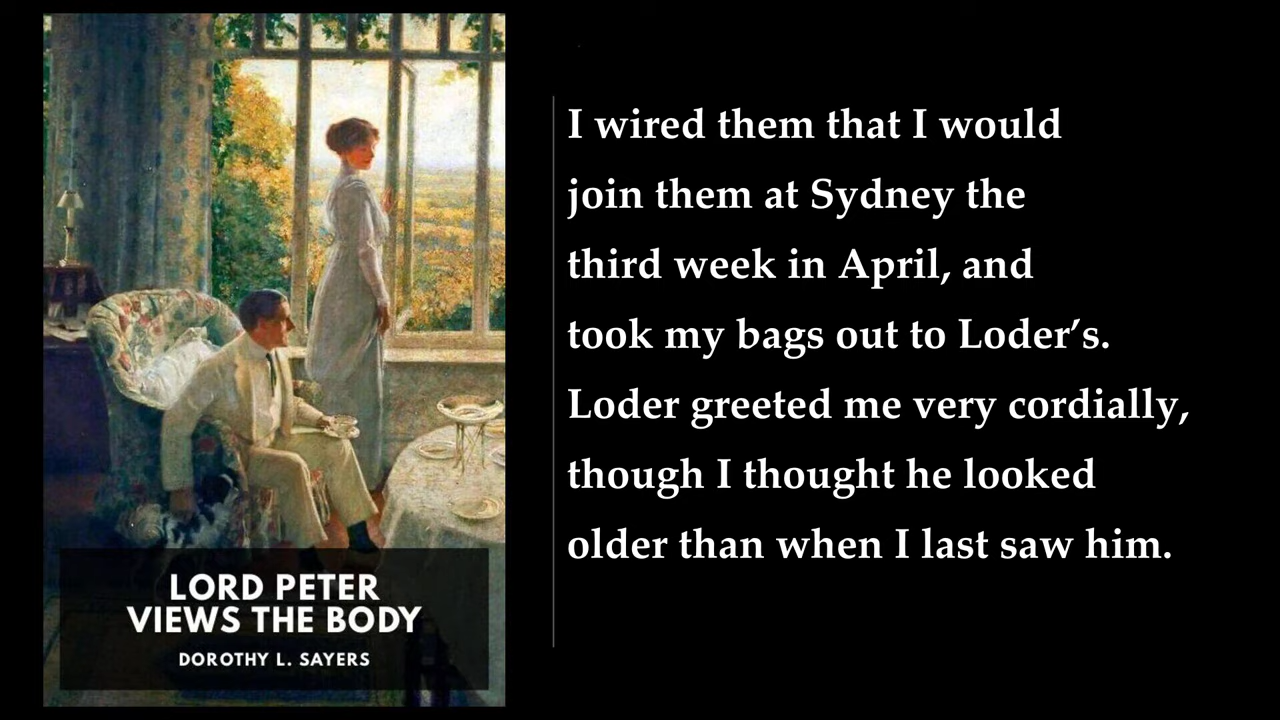 I wired them that I would
join them at Sydney the
third week in April, and
took my bags out to Loder’s.
Loder greeted me very cordially,
though I thought he looked
older than when I last saw him.
LORD PETER
VIEWS THE BODY
DOROTHY L. SAYERS